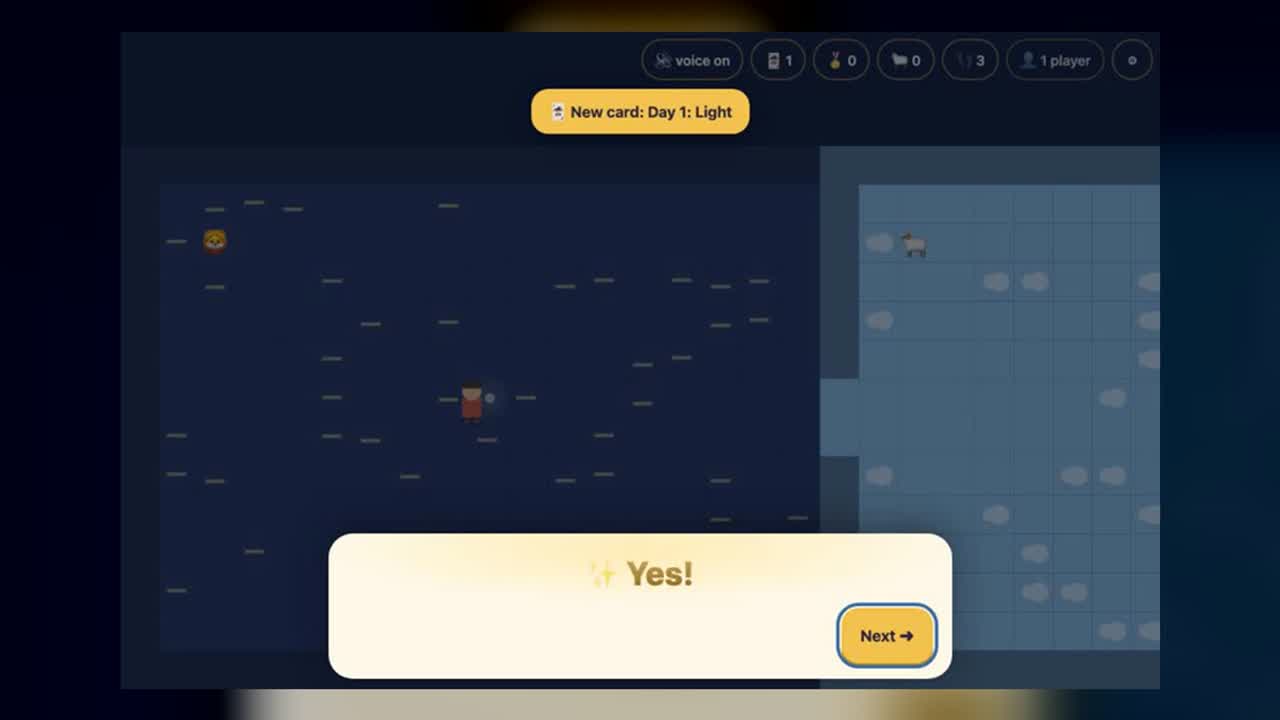 voice on
1
0
0
3
1 player
New card: Day 1: Light
Yes!
Next ➜